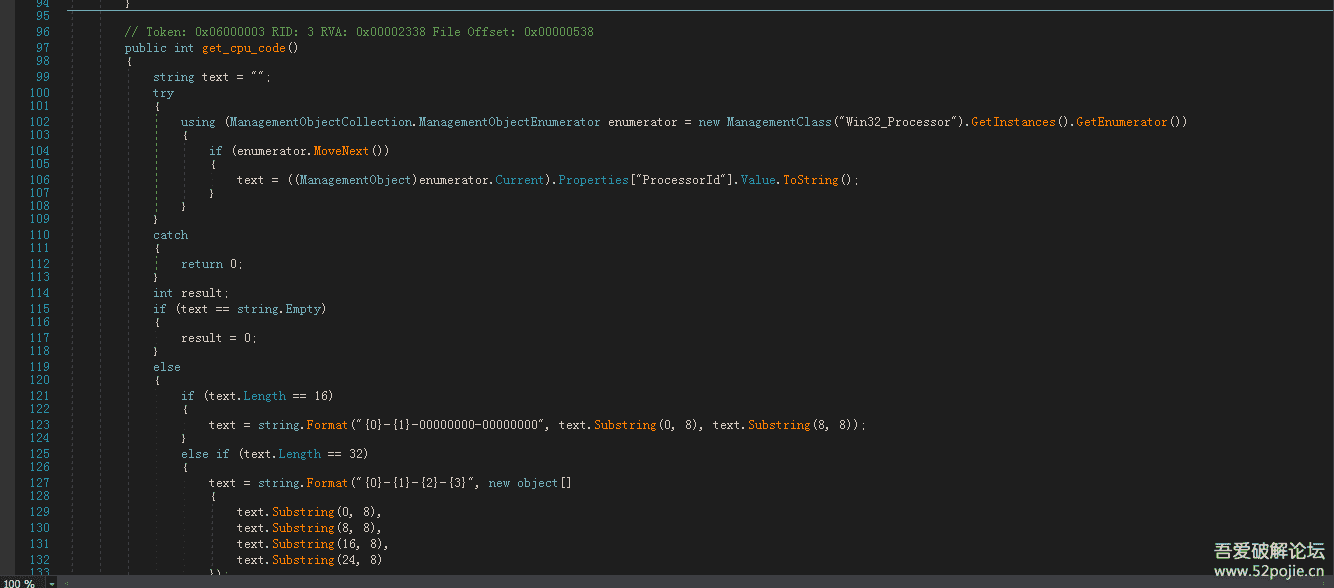 94 }
95
96 // Token: 0x06000003 RID: 3 RVA: 0x00002338 File Offset: 0x00000538
97 public int get_cpu_code()
98 {
99 string text = "";
100 try
101 {
102 using (ManagementObjectCollection.ManagementObjectEnumerator enumerator = new ManagementClass("Win32_Processor").GetInstances().GetEnumerator())
103 {
104 if (enumerator.MoveNext())
105 {
106 text = ((ManagementObject)enumerator.Current).Properties["ProcessorId"].Value.ToString();
107 }
108 }
109 }
110 catch
111 {
112 return 0;
113 }
114 int result;
115 if (text == string.Empty)
116 {
117 result = 0;
118 }
119 else
120 {
121 if (text.Length == 16)
122 {
123 text = string.Format("{0}-{1}-00000000-00000000", text.Substring(0, 8), text.Substring(8, 8));
124 }
125 else if (text.Length == 32)
126 {
127 text = string.Format("{0}-{1}-{2}-{3}", new object[]
128 {
129 text.Substring(0, 8),
130 text.Substring(8, 8),
131 text.Substring(16, 8),
132 text.Substring(24, 8)
133 });
100 %
吾爱破解论坛
www.52pojie.cn